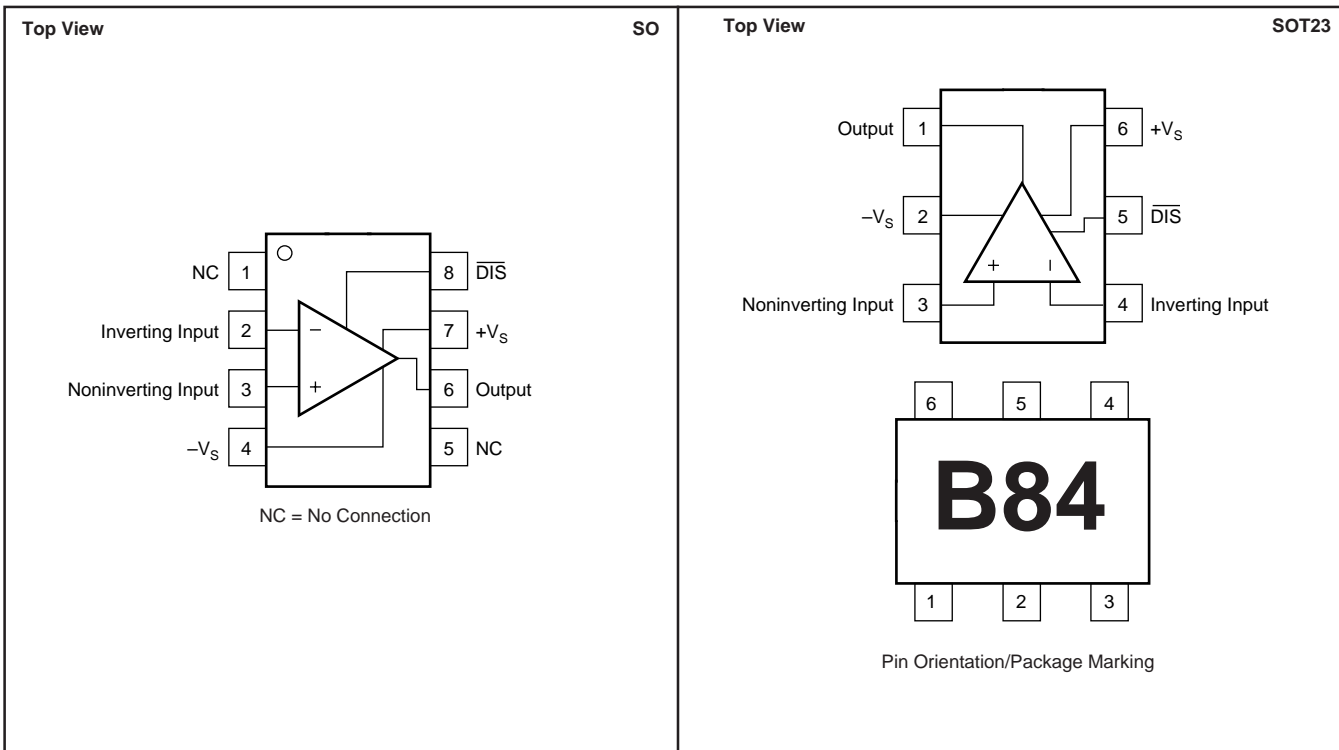 Top View SO
NC 1
8 D̅I̅S̅
Inverting Input 2
−
7 +VS
Noninverting Input 3
+
6 Output
–VS 4
5 NC
NC = No Connection
Top View SOT23
Output 1
6 +VS
–VS 2
5 D̅I̅S̅
+ −
Noninverting Input 3
4 Inverting Input
6 5 4
B84
1 2 3
Pin Orientation/Package Marking